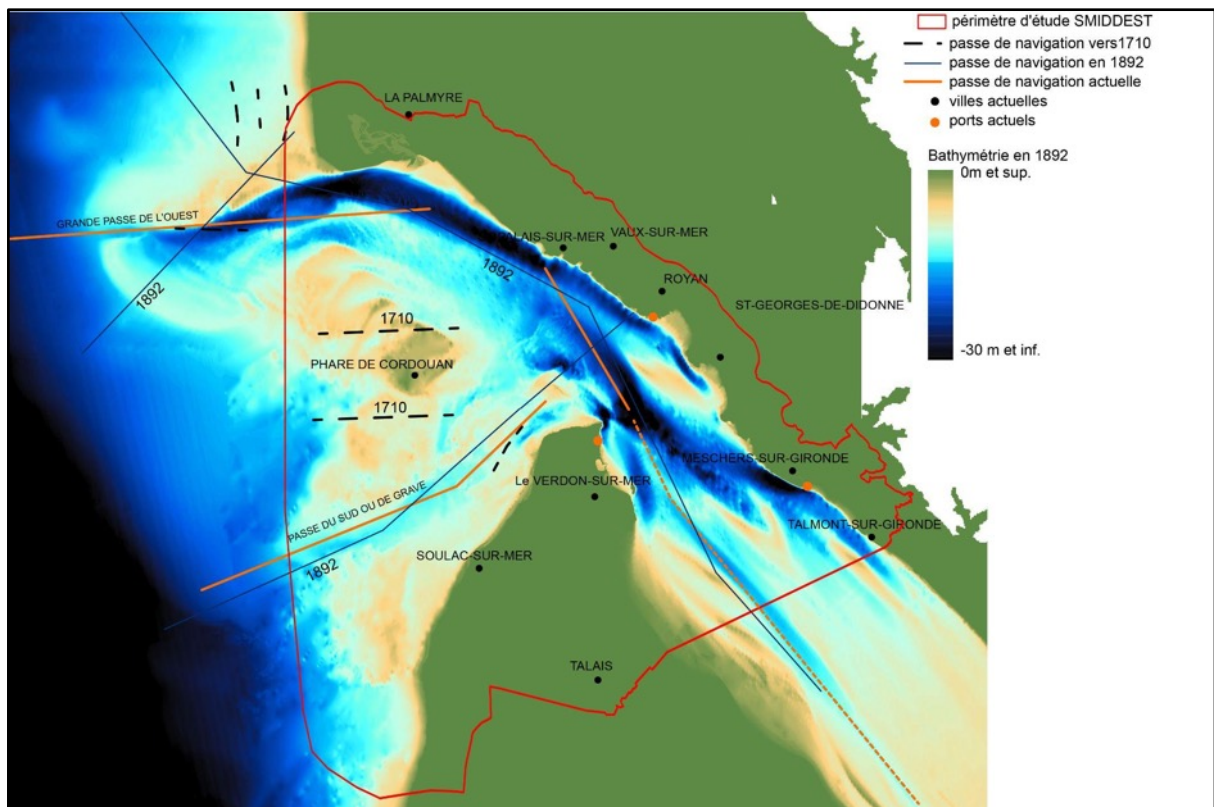 périmètre d'étude SMIDDEST
passe de navigation vers1710
passe de navigation en 1892
passe de navigation actuelle
villes actuelles
ports actuels
Bathymétrie en 1892
0m et sup.
-30 m et inf.
LA PALMYRE
GRANDE PASSE DE L'OUEST
1892
ALAIS-SUR-MER
VAUX-SUR-MER
1892
ROYAN
ST-GEORGES-DE-DIDONNE
1710
PHARE DE CORDOUAN
1710
MESCHERS-SUR-GIRONDE
Le VERDON-SUR-MER
PASSE DU SUD OU DE GRAVE
TALMONT-SUR-GIRONDE
SOULAC-SUR-MER
1892
TALAIS